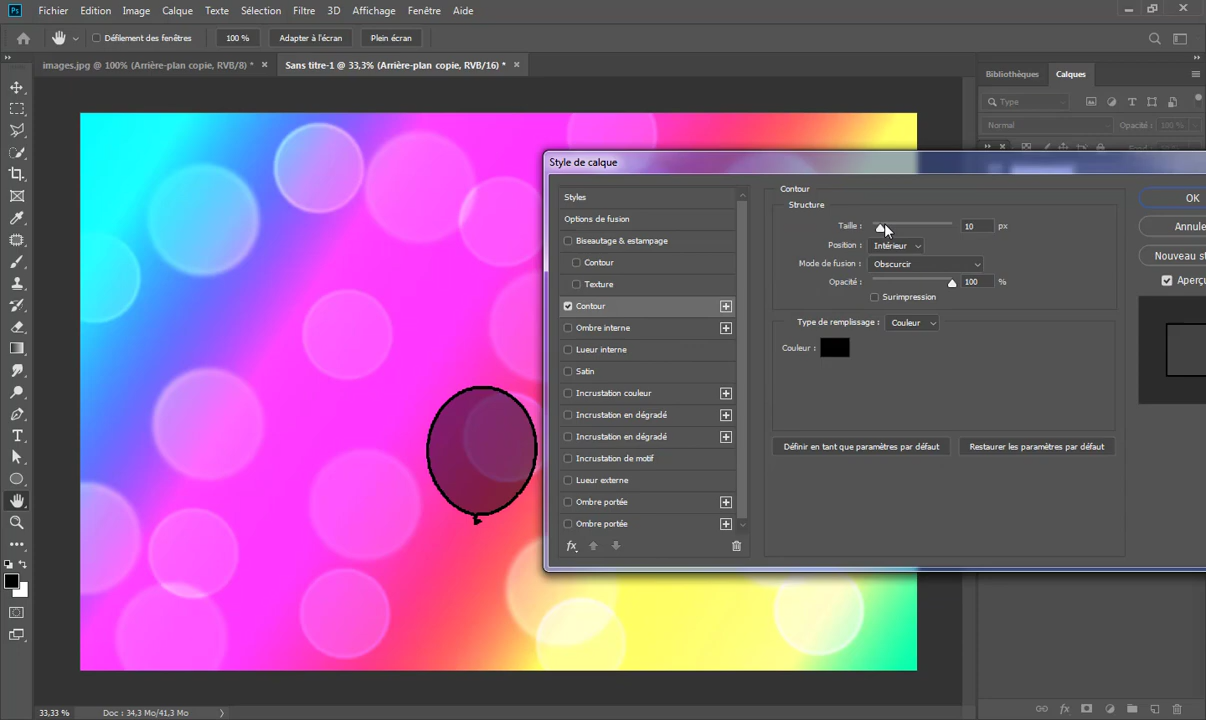 Ps Fichier Edition Image Calque Texte Sélection Filtre 3D Affichage Fenêtre Aide
Défilement des fenêtres 100 % Adapter à l'écran Plein écran
images.jpg @ 100% (Arrière-plan copie, RVB/8) * × Sans titre-1 @ 33,3% (Arrière-plan copie, RVB/16) * ×
Bibliothèques Calques
Type
Normal Opacité : 100 %
Style de calque
Styles
Options de fusion
Biseautage & estampage
Contour
Texture
Contour
Ombre interne
Lueur interne
Satin
Incrustation couleur
Incrustation en dégradé
Incrustation en dégradé
Incrustation de motif
Lueur externe
Ombre portée
Ombre portée
fx
Contour
Structure
Taille : 10 px
Position : Intérieur
Mode de fusion : Obscurcir
Opacité : 100 %
Surimpression
Type de remplissage : Couleur
Couleur :
Définir en tant que paramètres par défaut Restaurer les paramètres par défaut
OK
Annule
Nouveau st
Aperçu
33,33 % Doc : 34,3 Mo/41,3 Mo